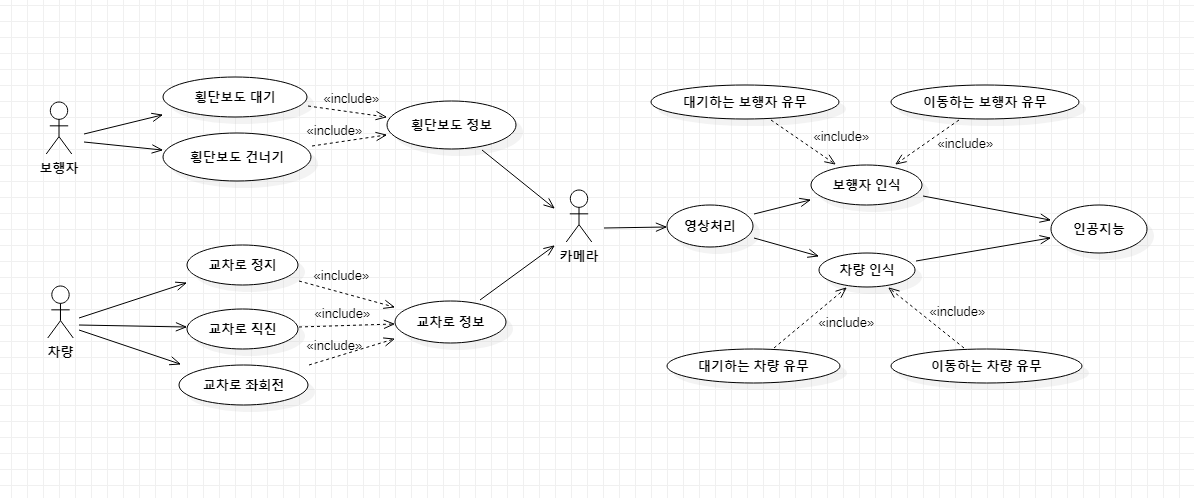 보행자
횡단보도 대기
횡단보도 건너기
«include»
«include»
횡단보도 정보
차량
교차로 정지
교차로 직진
교차로 좌회전
«include»
«include»
«include»
교차로 정보
카메라
영상처리
대기하는 보행자 유무
이동하는 보행자 유무
«include»
«include»
보행자 인식
차량 인식
«include»
«include»
대기하는 차량 유무
이동하는 차량 유무
인공지능